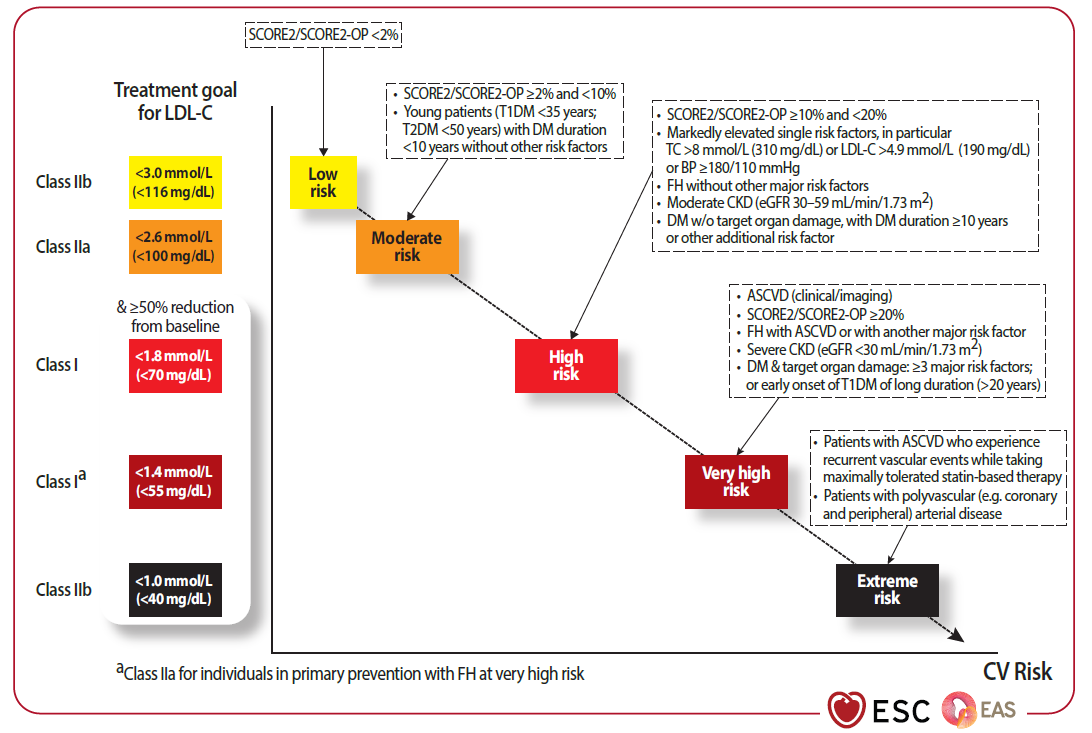 SCORE2/SCORE2-OP <2%
Treatment goal
for LDL-C
• SCORE2/SCORE2-OP ≥2% and <10%
• Young patients (T1DM <35 years;
T2DM <50 years) with DM duration
<10 years without other risk factors
• SCORE2/SCORE2-OP ≥10% and <20%
• Markedly elevated single risk factors, in particular
TC >8 mmol/L (310 mg/dL) or LDL-C >4.9 mmol/L (190 mg/dL)
or BP ≥180/110 mmHg
• FH without other major risk factors
• Moderate CKD (eGFR 30–59 mL/min/1.73 m²)
• DM w/o target organ damage, with DM duration ≥10 years
or other additional risk factor
Class IIb
<3.0 mmol/L
(<116 mg/dL)
Low
risk
Class IIa
<2.6 mmol/L
(<100 mg/dL)
Moderate
risk
& ≥50% reduction
from baseline
• ASCVD (clinical/imaging)
• SCORE2/SCORE2-OP ≥20%
• FH with ASCVD or with another major risk factor
• Severe CKD (eGFR <30 mL/min/1.73 m²)
• DM & target organ damage: ≥3 major risk factors;
or early onset of T1DM of long duration (>20 years)
Class I
<1.8 mmol/L
(<70 mg/dL)
High
risk
• Patients with ASCVD who experience
recurrent vascular events while taking
maximally tolerated statin-based therapy
• Patients with polyvascular (e.g. coronary
and peripheral) arterial disease
Class Iᵃ
<1.4 mmol/L
(<55 mg/dL)
Very high
risk
Class IIb
<1.0 mmol/L
(<40 mg/dL)
Extreme
risk
ᵃClass IIa for individuals in primary prevention with FH at very high risk
CV Risk
ESC
EAS